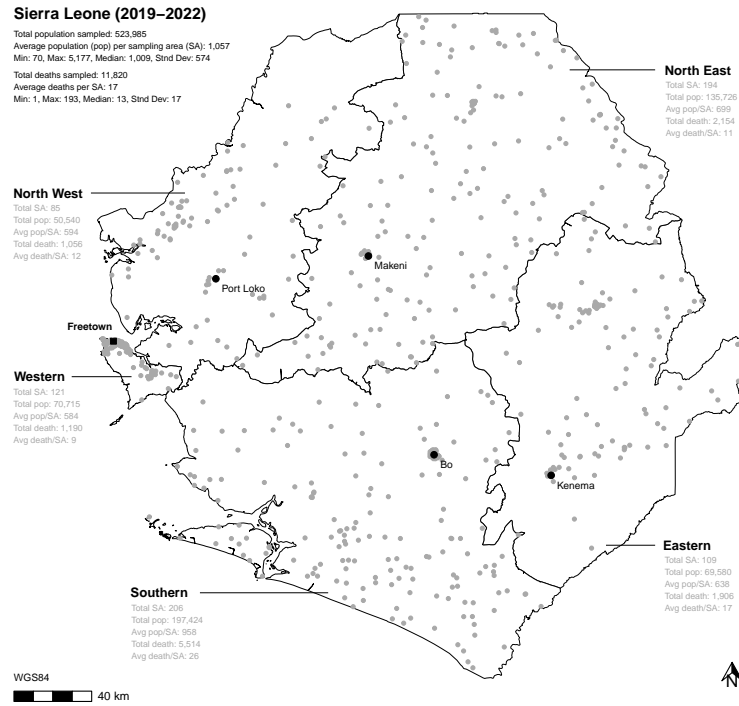 Sierra Leone (2019–2022)
Total population sampled: 523,985
Average population (pop) per sampling area (SA): 1,057
Min: 70, Max: 5,177, Median: 1,009, Stnd Dev: 574
Total deaths sampled: 11,820
Average deaths per SA: 17
Min: 1, Max: 193, Median: 13, Stnd Dev: 17
North East
Total SA: 194
Total pop: 135,726
Avg pop/SA: 699
Total death: 2,154
Avg death/SA: 11
North West
Total SA: 85
Total pop: 50,540
Avg pop/SA: 594
Total death: 1,056
Avg death/SA: 12
Makeni
Port Loko
Freetown
Western
Total SA: 121
Total pop: 70,715
Avg pop/SA: 584
Total death: 1,190
Avg death/SA: 9
Bo
Kenema
Eastern
Total SA: 109
Total pop: 69,580
Avg pop/SA: 638
Total death: 1,906
Avg death/SA: 17
Southern
Total SA: 206
Total pop: 197,424
Avg pop/SA: 958
Total death: 5,514
Avg death/SA: 26
WGS84
40 km
N